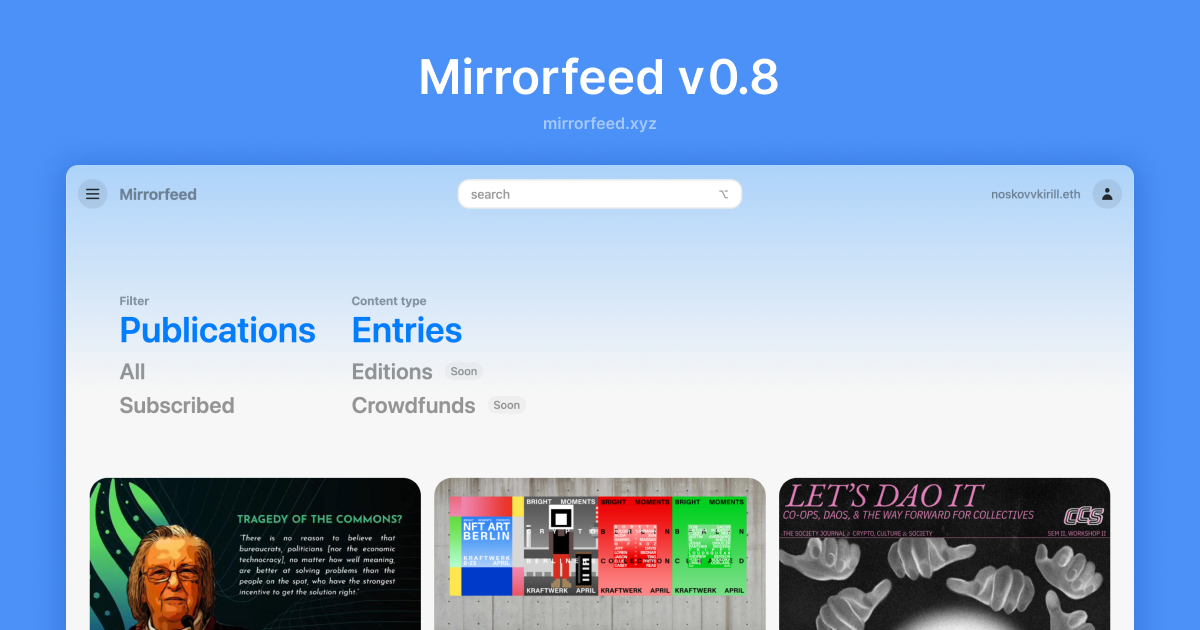 Mirrorfeed v0.8
mirrorfeed.xyz
Mirrorfeed
search
noskovvkirill.eth
Filter
Publications
All
Subscribed
Content type
Entries
Editions Soon
Crowdfunds Soon
TRAGEDY OF THE COMMONS?
"There is no reason to believe that
bureaucrats, politicians [nor the economic
technocracy], no matter how well meaning,
are better at solving problems than the
people on the spot, who have the strongest
incentive to get the solution right."
NFT ART
BERLIN
KRAFTWERK
APRIL
BRIGHT MOMENTS
KRAFTWERK APRIL
BRIGHT MOMENTS
KRAFTWERK APRIL
BRIGHT MOMENTS
KRAFTWERK APRIL
LET'S DAO IT
CO-OPS, DAOS, & THE WAY FORWARD FOR COLLECTIVES
CCS
THE SOCIETY JOURNAL // CRYPTO, CULTURE & SOCIETY
SEM II, WORKSHOP II